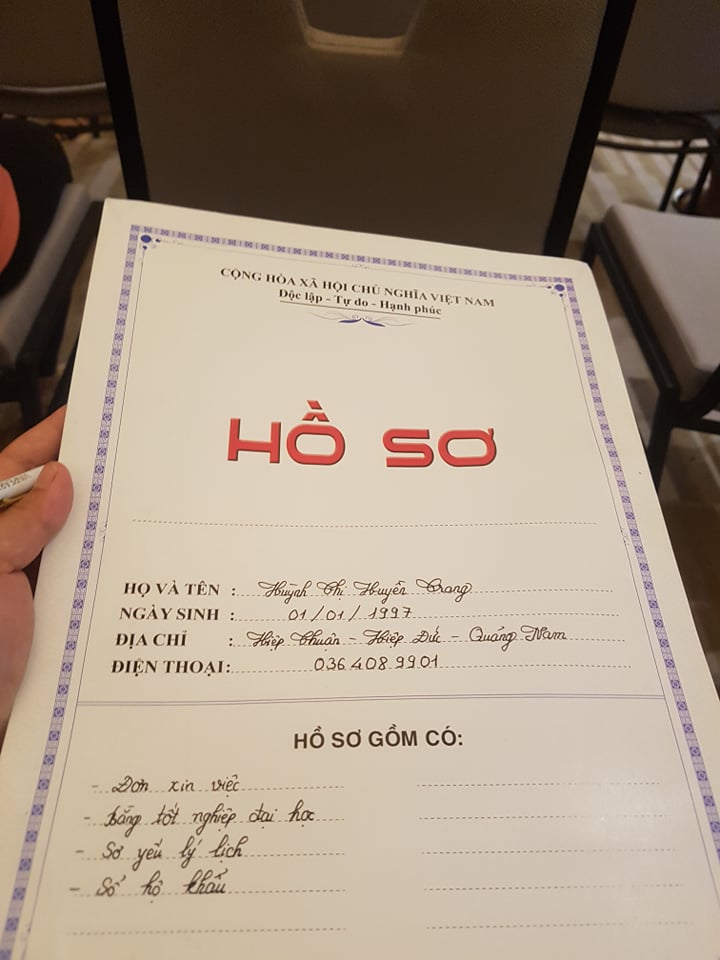 CỘNG HÒA XÃ HỘI CHỦ NGHĨA VIỆT NAM
Độc lập - Tự do - Hạnh phúc
HỒ SƠ
HỌ VÀ TÊN : Huỳnh Thị Huyền Trang
NGÀY SINH : 01/01/1997
ĐỊA CHỈ : Hiệp Thuận - Hiệp Đức - Quảng Nam
ĐIỆN THOẠI: 036 408 9901
HỒ SƠ GỒM CÓ:
- Đơn xin việc
- Bằng tốt nghiệp đại học
- Sơ yếu lý lịch
- Sổ hộ khẩu